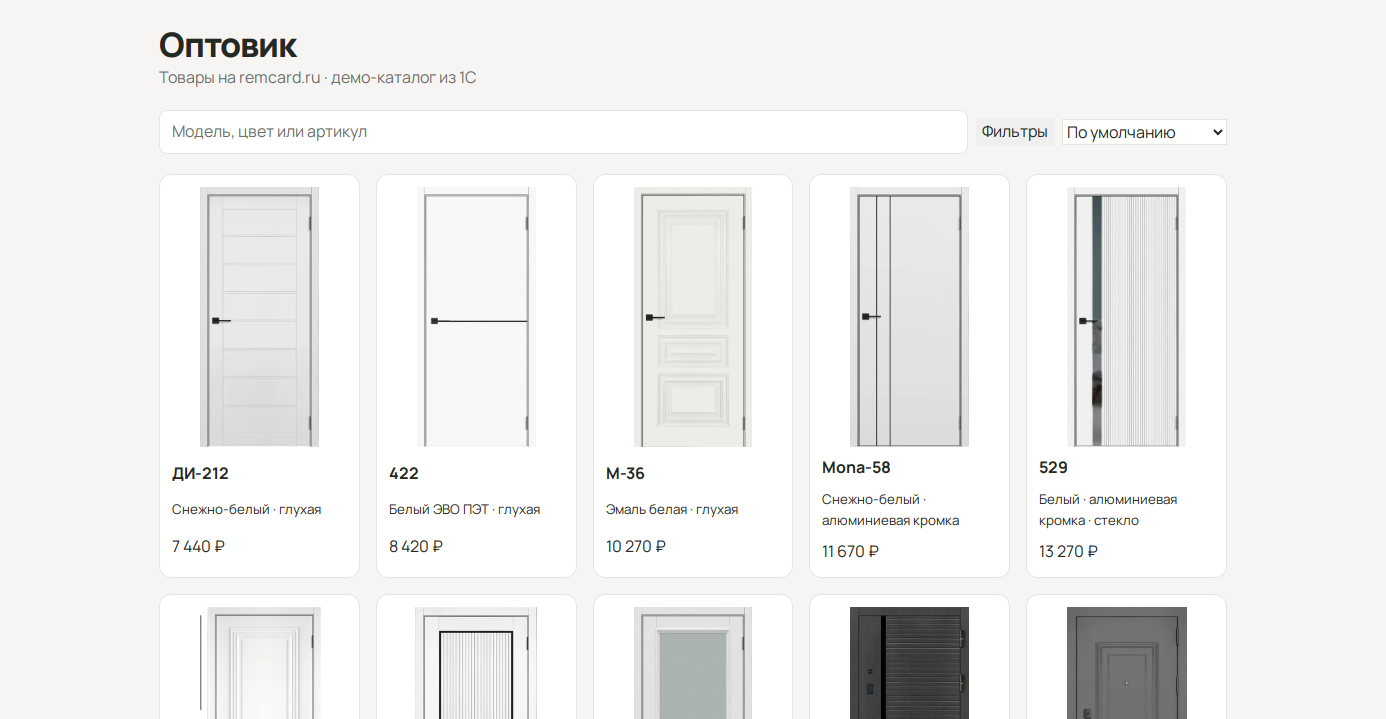 Оптовик
Товары на remcard.ru · демо-каталог из 1С
Модель, цвет или артикул
Фильтры
По умолчанию
ДИ-212
Снежно-белый · глухая
7 440 ₽
422
Белый ЭВО ПЭТ · глухая
8 420 ₽
М-36
Эмаль белая · глухая
10 270 ₽
Mona-58
Снежно-белый ·
алюминиевая кромка
11 670 ₽
529
Белый · алюминиевая
кромка · стекло
13 270 ₽